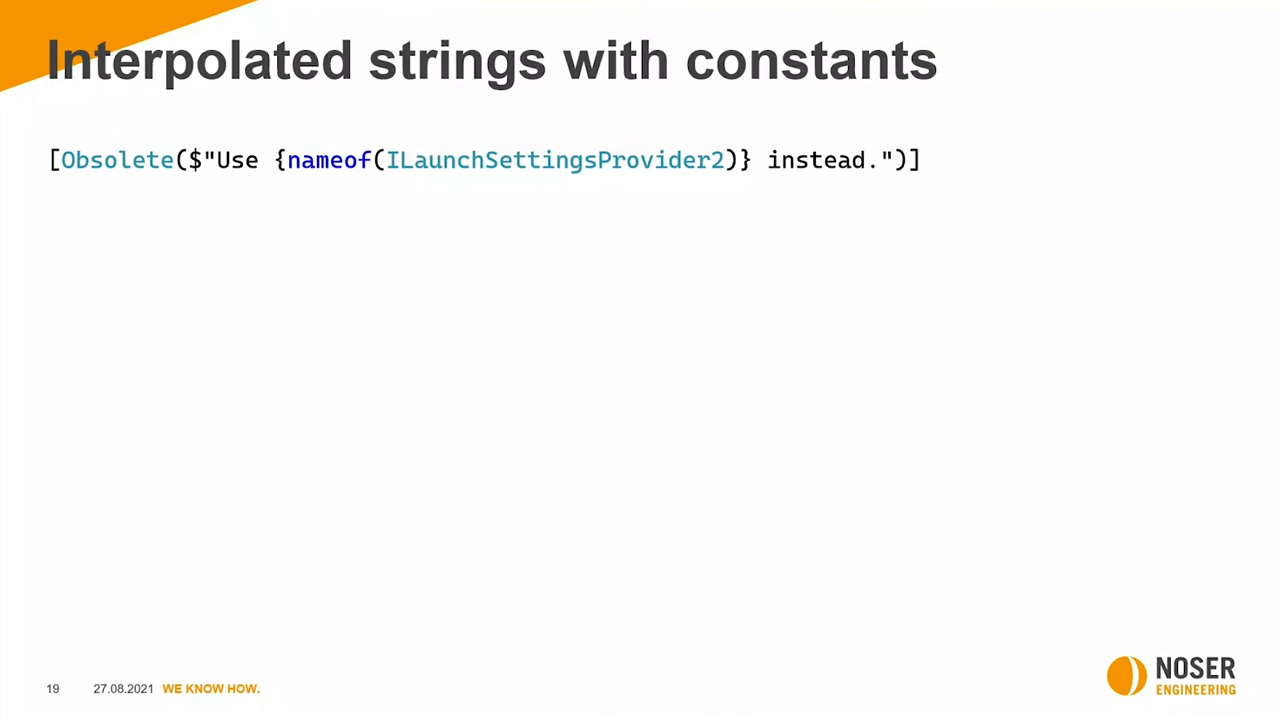 Interpolated strings with constants
[Obsolete($"Use {nameof(ILaunchSettingsProvider2)} instead.")]
19 27.08.2021 WE KNOW HOW.
NOSER
ENGINEERING